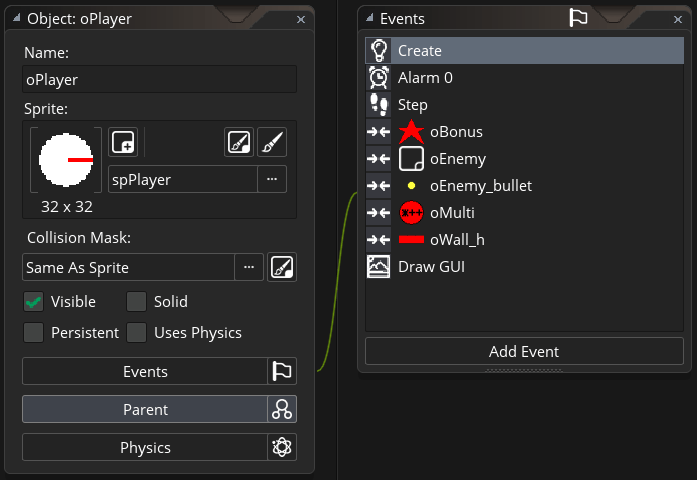 Object: oPlayer
Name:
oPlayer
Sprite:
spPlayer
32 x 32
Collision Mask:
Same As Sprite
Visible
Solid
Persistent
Uses Physics
Events
Parent
Physics
Events
Create
Alarm 0
Step
oBonus
oEnemy
oEnemy_bullet
x++ oMulti
oWall_h
Draw GUI
Add Event